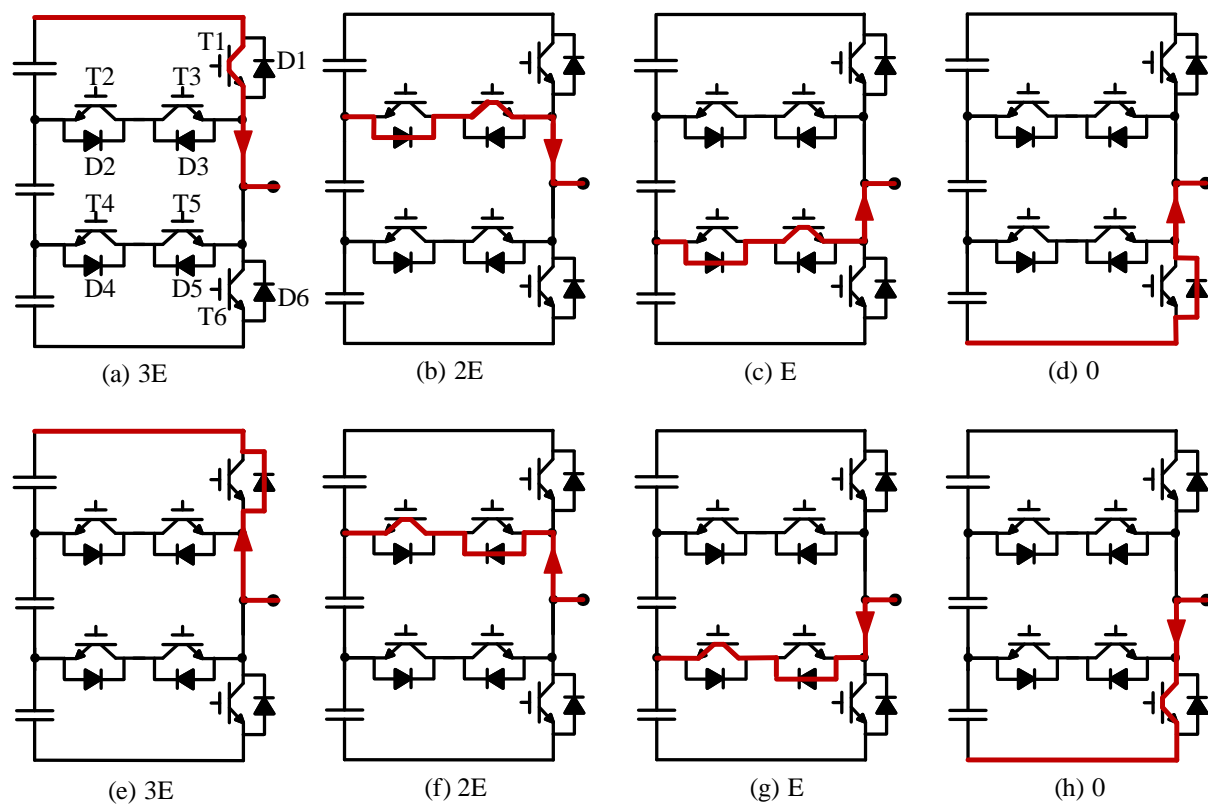 T1
D1
T2 T3
D2 D3
T4 T5
D4 D5 D6
T6
(a) 3E (b) 2E (c) E (d) 0
(e) 3E (f) 2E (g) E (h) 0